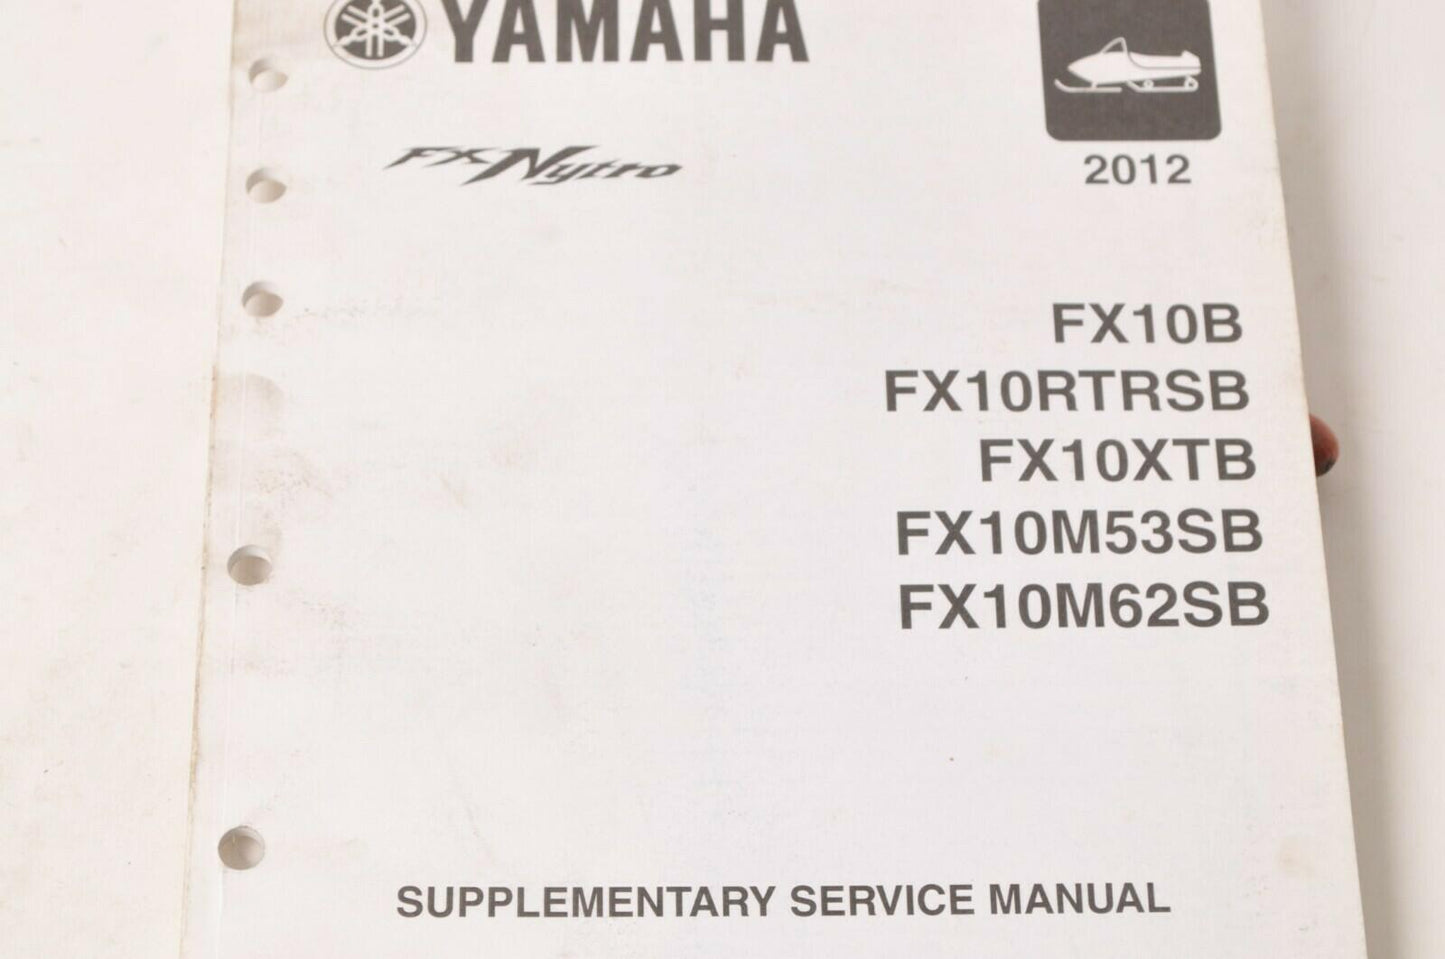 YAMAHA
FX Nytro
2012
FX10B
FX10RTRSB
FX10XTB
FX10M53SB
FX10M62SB
SUPPLEMENTARY SERVICE MANUAL